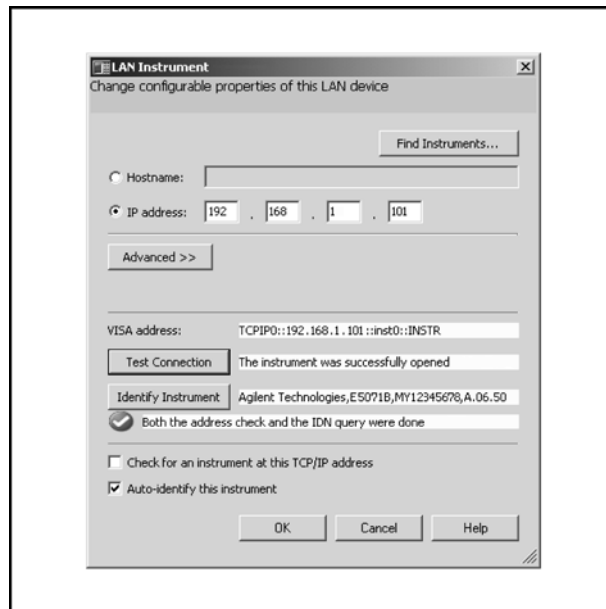 LAN Instrument
Change configurable properties of this LAN device
Find Instruments...
Hostname:
IP address: 192 . 168 . 1 . 101
Advanced >>
VISA address: TCPIP0::192.168.1.101::inst0::INSTR
Test Connection The instrument was successfully opened
Identify Instrument Agilent Technologies,E5071B,MY12345678,A.06.50
Both the address check and the IDN query were done
Check for an instrument at this TCP/IP address
Auto-identify this instrument
OK Cancel Help